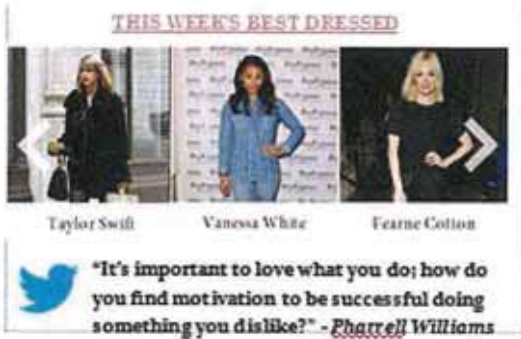 THIS WEEK'S BEST DRESSED
Taylor Swift Vanessa White Fearne Cotton
"It's important to love what you do; how do
you find motivation to be successful doing
something you dislike?" - Pharrell Williams